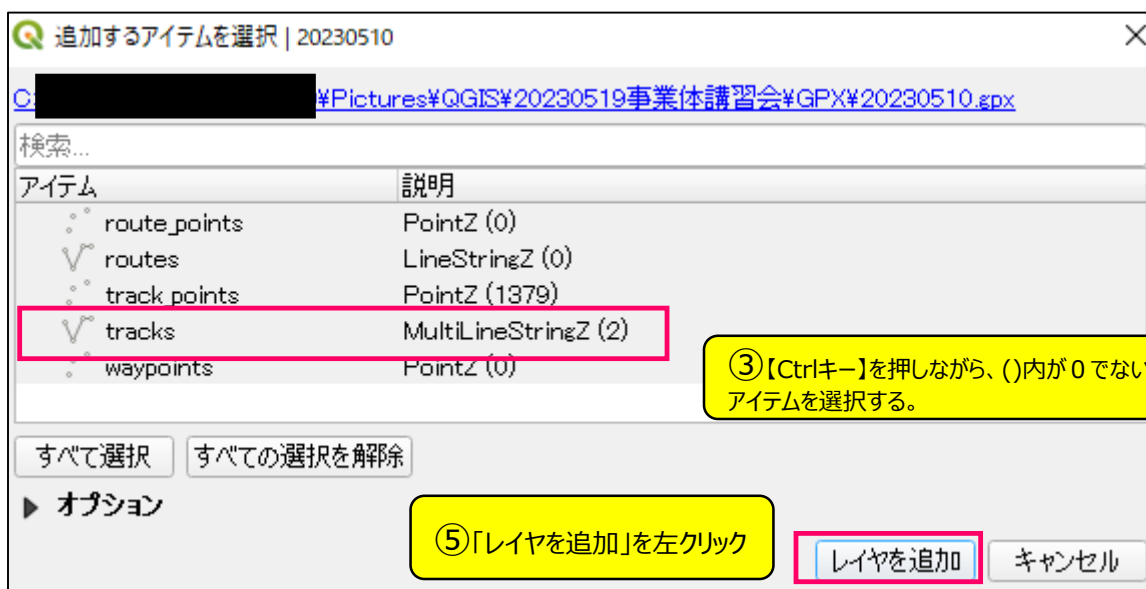 追加するアイテムを選択 | 20230510
C:
¥Pictures¥QGIS¥20230519事業体講習会¥GPX¥20230510.gpx
検索...
アイテム 説明
route_points PointZ (0)
routes LineStringZ (0)
track_points PointZ (1379)
tracks MultiLineStringZ (2)
waypoints PointZ (0)
③【Ctrlキー】を押しながら、()内が0でない
アイテムを選択する。
すべて選択 すべての選択を解除
オプション
⑤「レイヤを追加」を左クリック
レイヤを追加 キャンセル